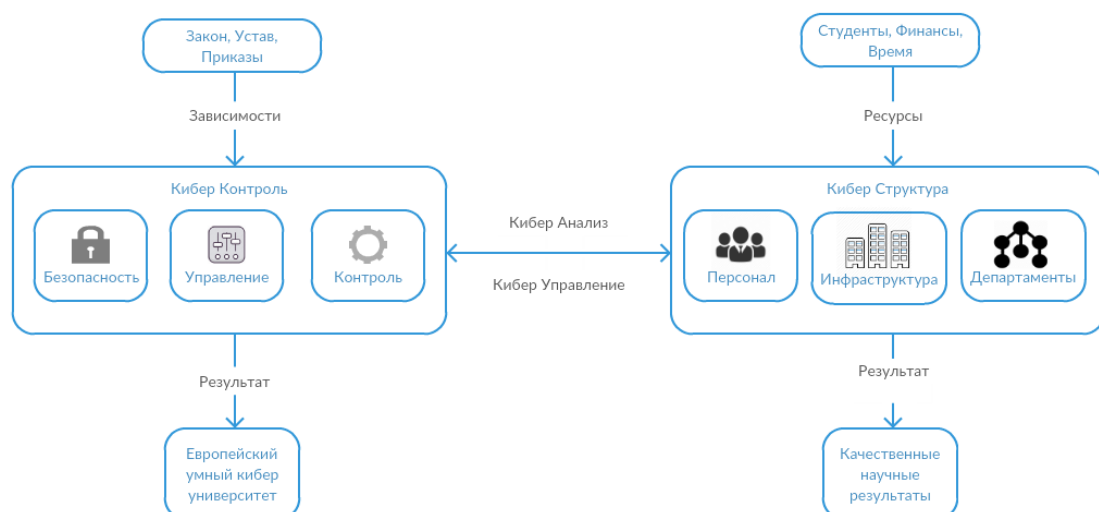 Закон, Устав,
Приказы
Студенты, Финансы,
Время
Зависимости
Ресурсы
Кибер Контроль
Безопасность
Управление
Контроль
Кибер Анализ
Кибер Управление
Кибер Структура
Персонал
Инфраструктура
Департаменты
Результат
Результат
Европейский
умный кибер
университет
Качественные
научные
результаты